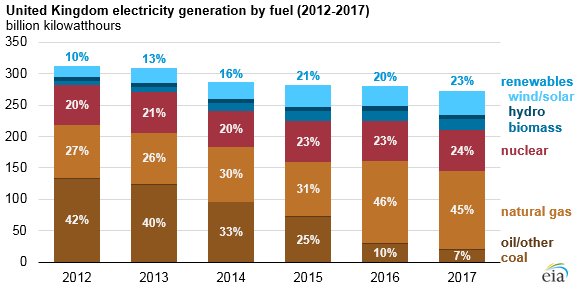 United Kingdom electricity generation by fuel (2012-2017)
billion kilowatthours
350
300
250
200
150
100
50
0
10% 13% 16% 21% 20% 23%
20% 21% 20% 23% 23% 24%
27% 26% 30% 31% 46% 45%
42% 40% 33% 25% 10% 7%
2012 2013 2014 2015 2016 2017
renewables
wind/solar
hydro
biomass
nuclear
natural gas
oil/other
coal
eia